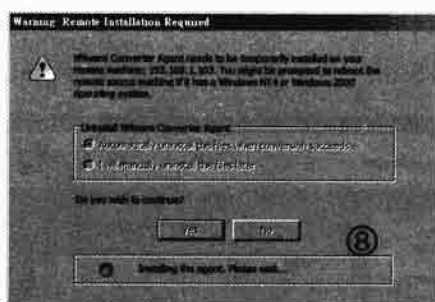 Warning: Remote Installation Required
VMware Converter Agent needs to be temporarily installed on your
remote machine: 192.168.1.103. You might be prompted to reboot the
remote source machine if it has a Windows NT4 or Windows 2000
operating system.
Uninstall VMware Converter Agent
Automatically uninstall the files when conversion succeeds
I will manually uninstall the files later
Do you wish to continue?
Yes
No
⑧
Installing the agent. Please wait...